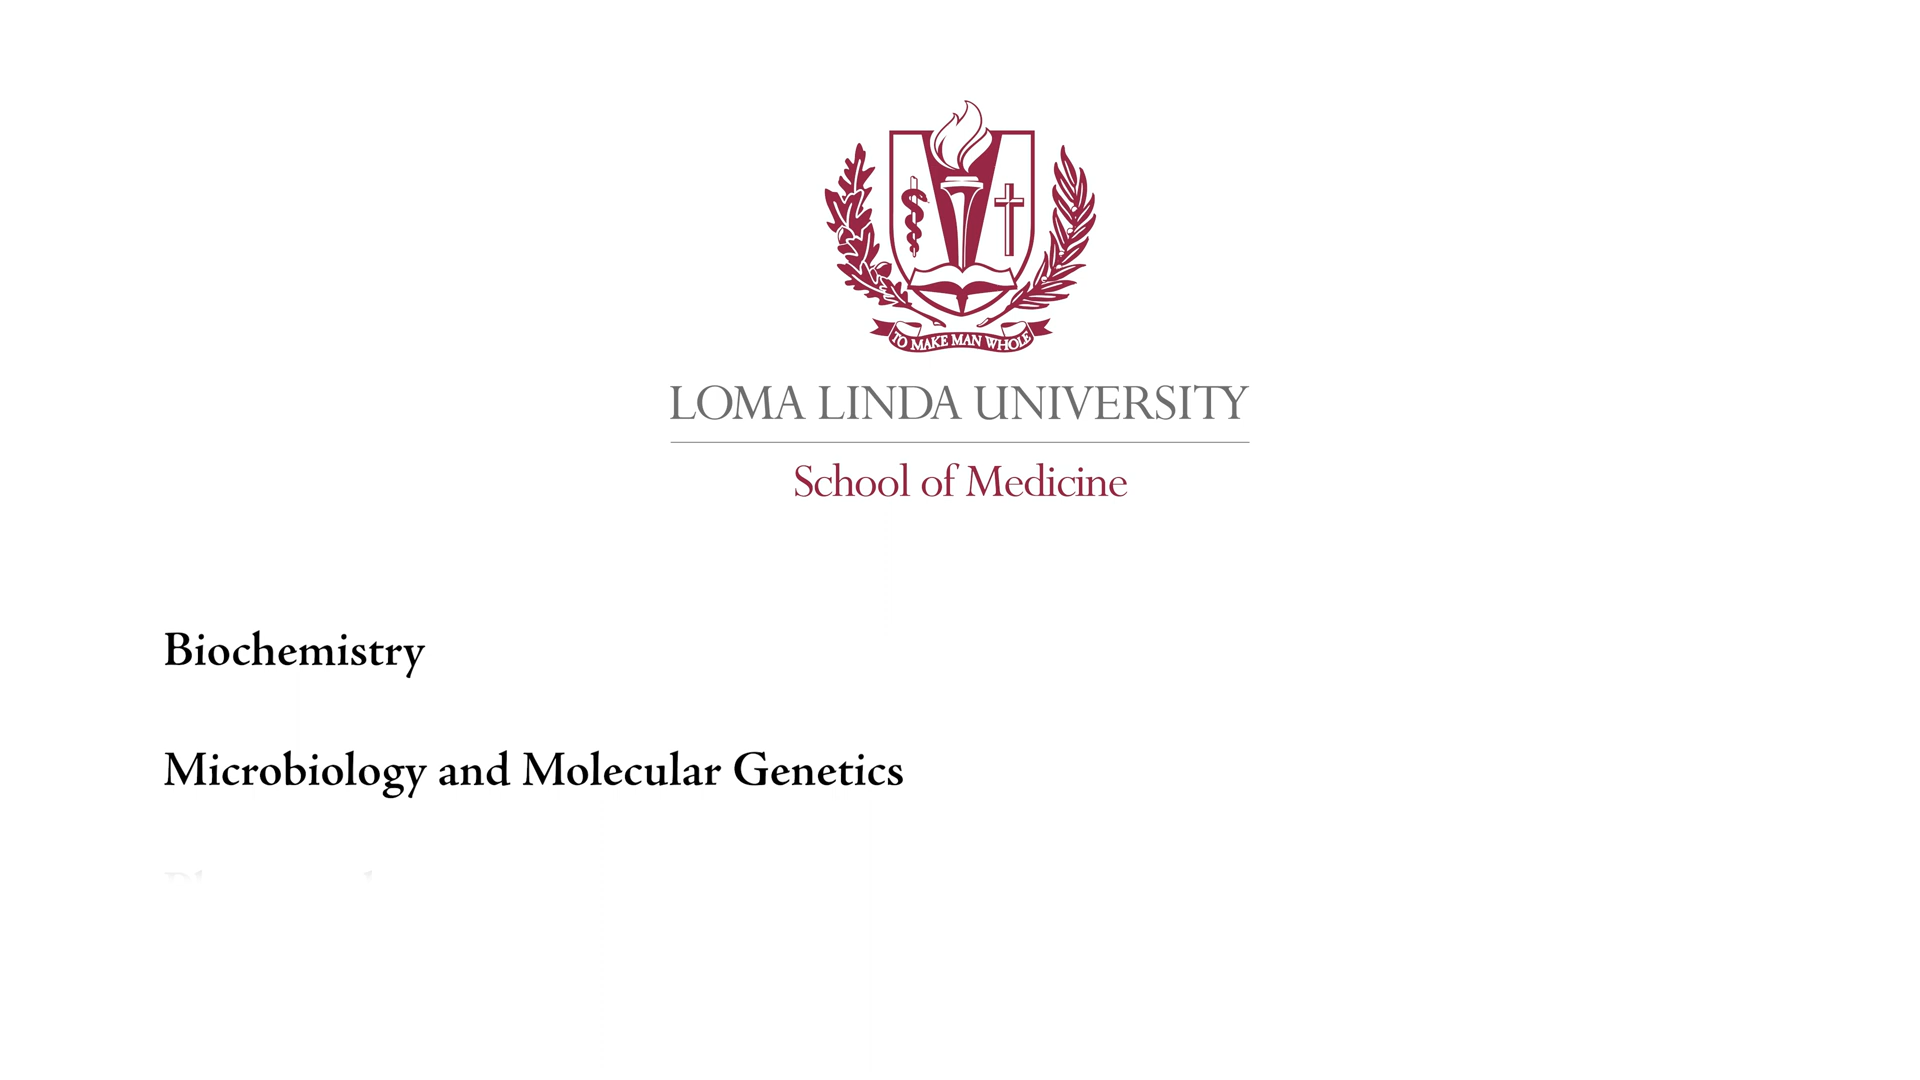 TO MAKE MAN WHOLE
LOMA LINDA UNIVERSITY
School of Medicine
Biochemistry
Microbiology and Molecular Genetics